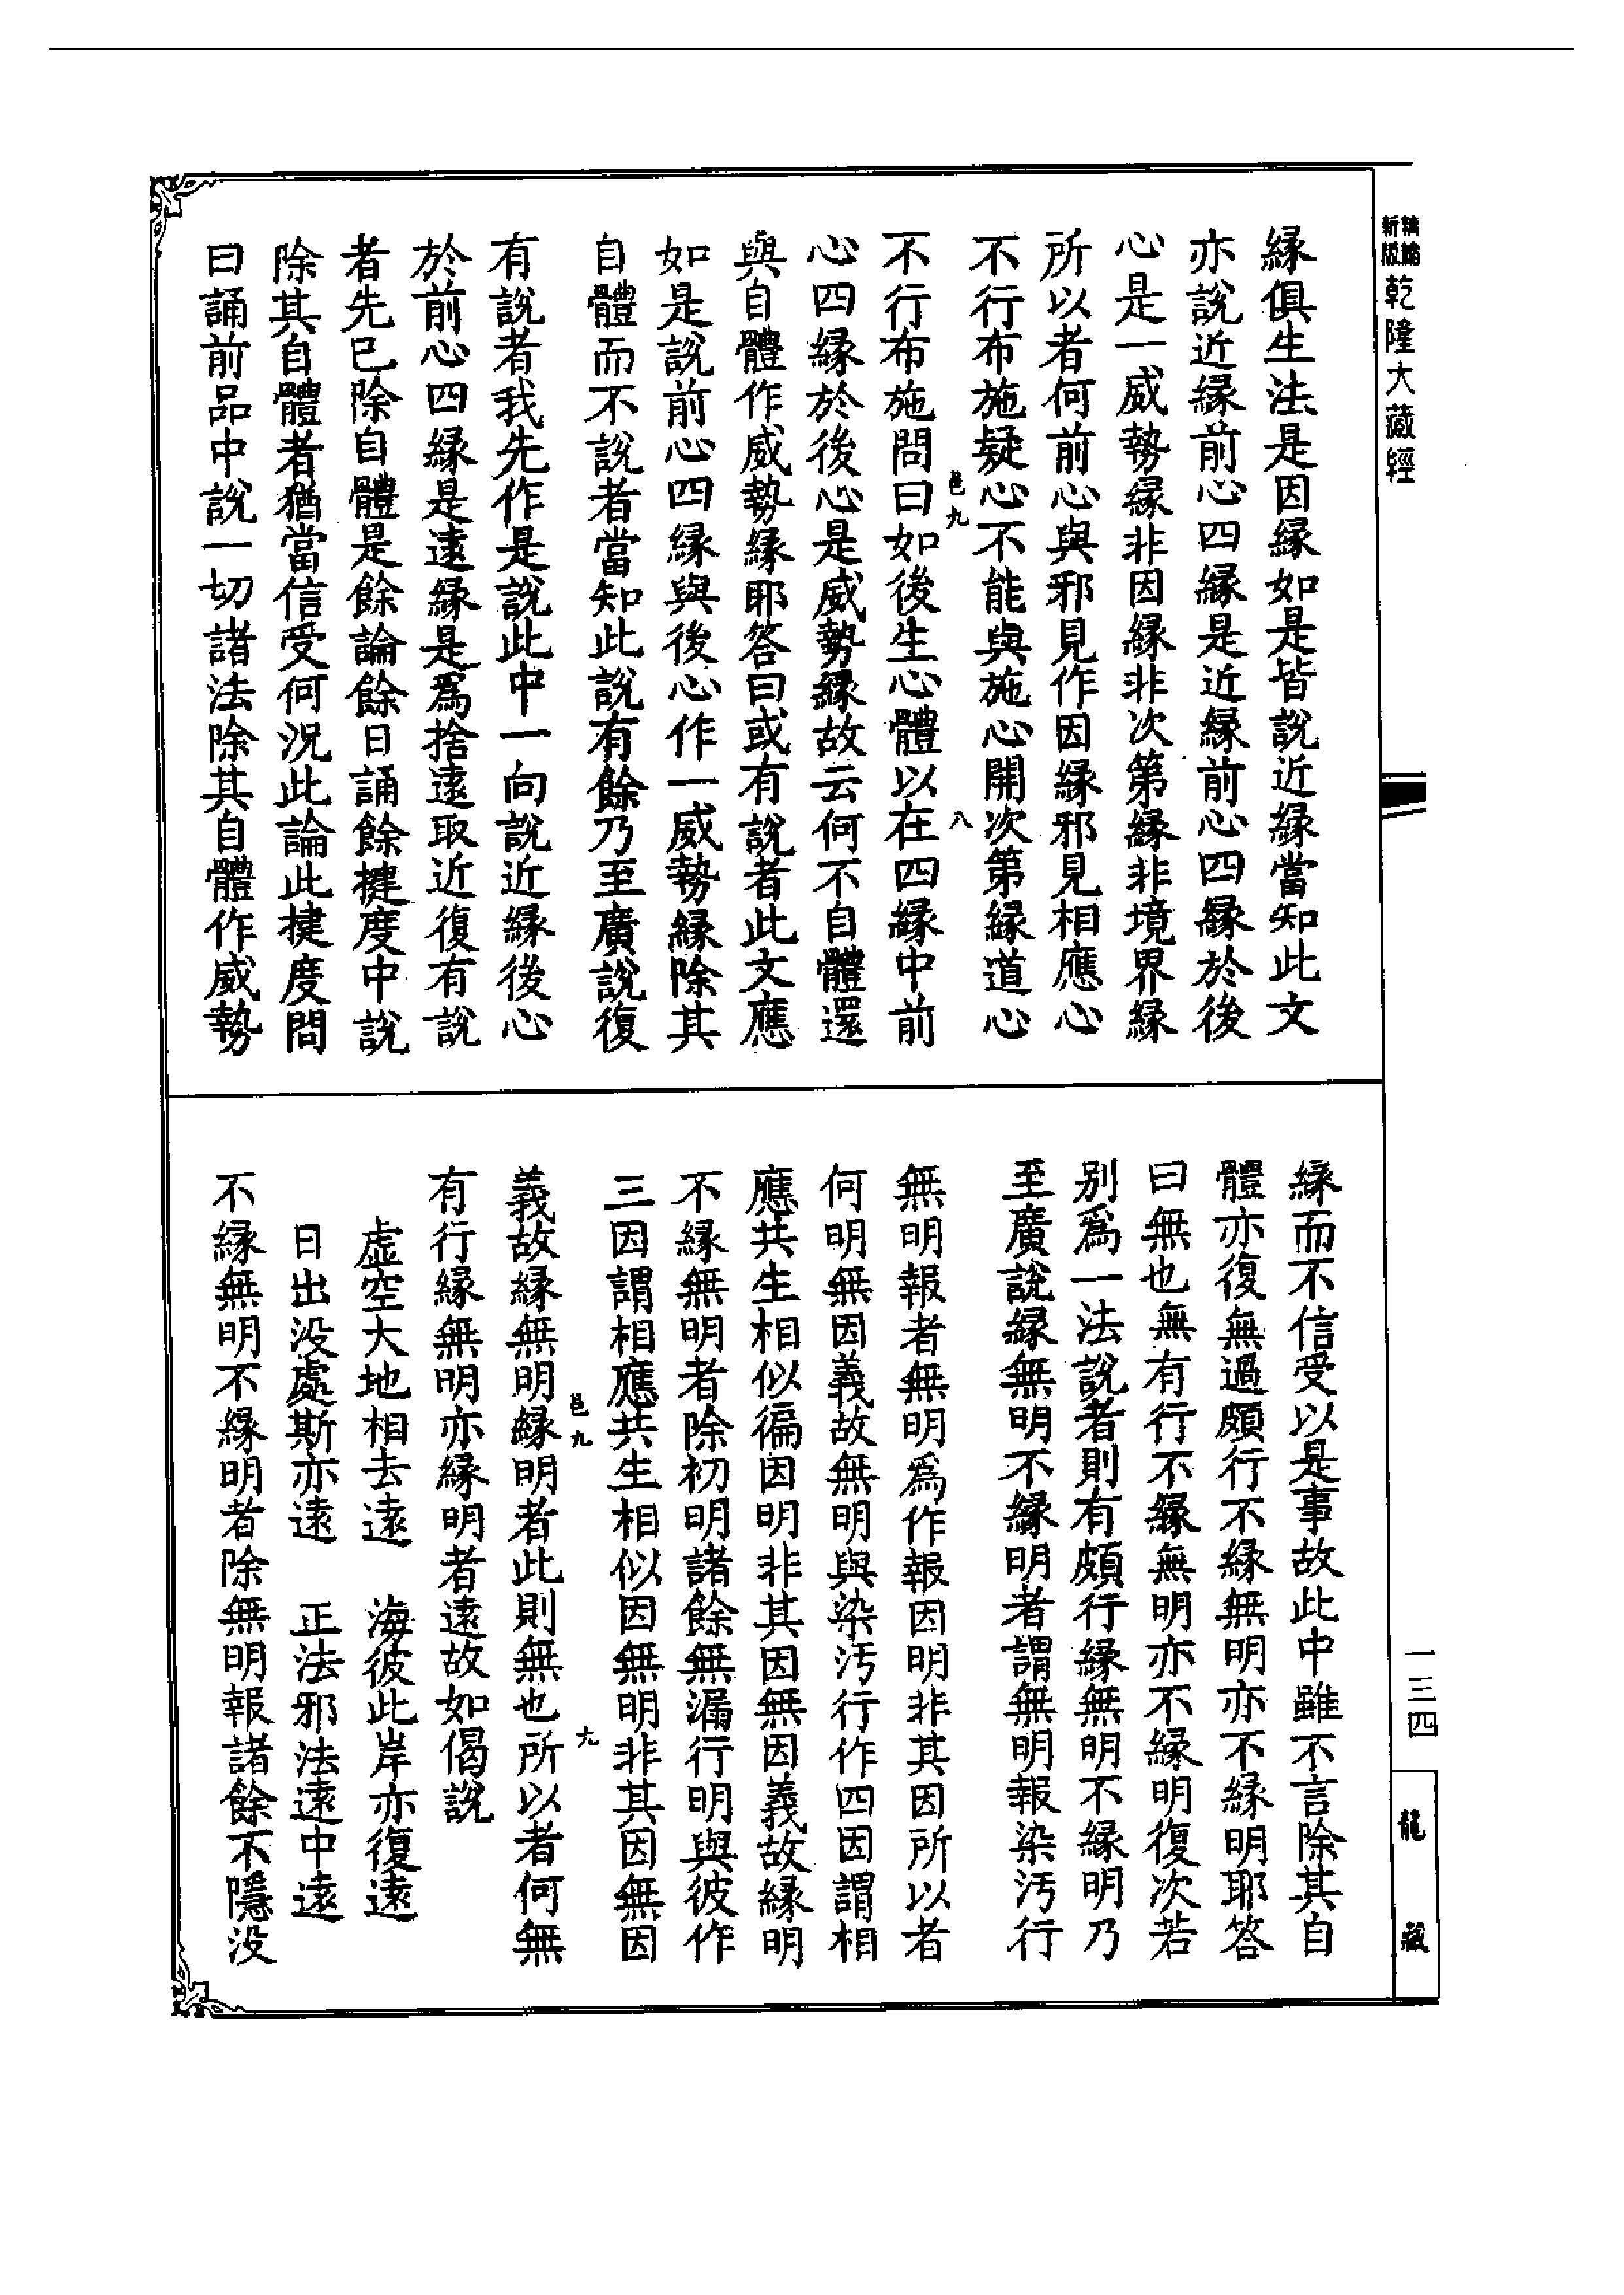 新編
新版
乾隆大藏經
緣俱生法是因緣如是皆說近緣當知此文
亦說近緣前心四緣是近緣前心四緣於後
心是一威勢緣非因緣非次第緣非境界緣
所以者何前心與邪見作因緣邪見相應心
不行布施疑心不能與施心開次第緣道心
不行布施問曰如後生心體以在四緣中前
心四緣於後心是威勢緣故云何不自體還
與自體作威勢緣耶答曰或有說者此文應
如是說前心四緣與後心作一威勢緣除其
自體而不說者當知此說有餘乃至廣說復
有說者我先作是說此中一向說近緣後心
於前心四緣是遠緣是為捨遠取近復有說
者先已除自體是餘論餘日誦餘揵度中說
除其自體者猶當信受何況此論此揵度問
曰誦前品中說一切諸法除其自體作威勢
邑九
八
緣而不信受以是事故此中雖不言除其自
體亦復無過頗行不緣無明亦不緣明耶答
曰無也無有行不緣無明亦不緣明復次若
別為一法說者則有頗行緣無明不緣明乃
至廣說緣無明不緣明者謂無明報染汚行
無明報者無明為作報因明非其因所以者
何明無因義故無明與染汚行作四因謂相
應共生相似徧因明非其因無因義故緣明
不緣無明者除初明諸餘無漏行明與彼作
三因謂相應共生相似因無明非其因無因
義故緣無明緣明者此則無也所以者何無
有行緣無明亦緣明者遠故如偈說
虛空大地相去遠 海彼此岸亦復遠
日出沒處斯亦遠 正法邪法遠中遠
不緣無明不緣明者除無明報諸餘不隱沒
邑九
九
一三四
龍藏